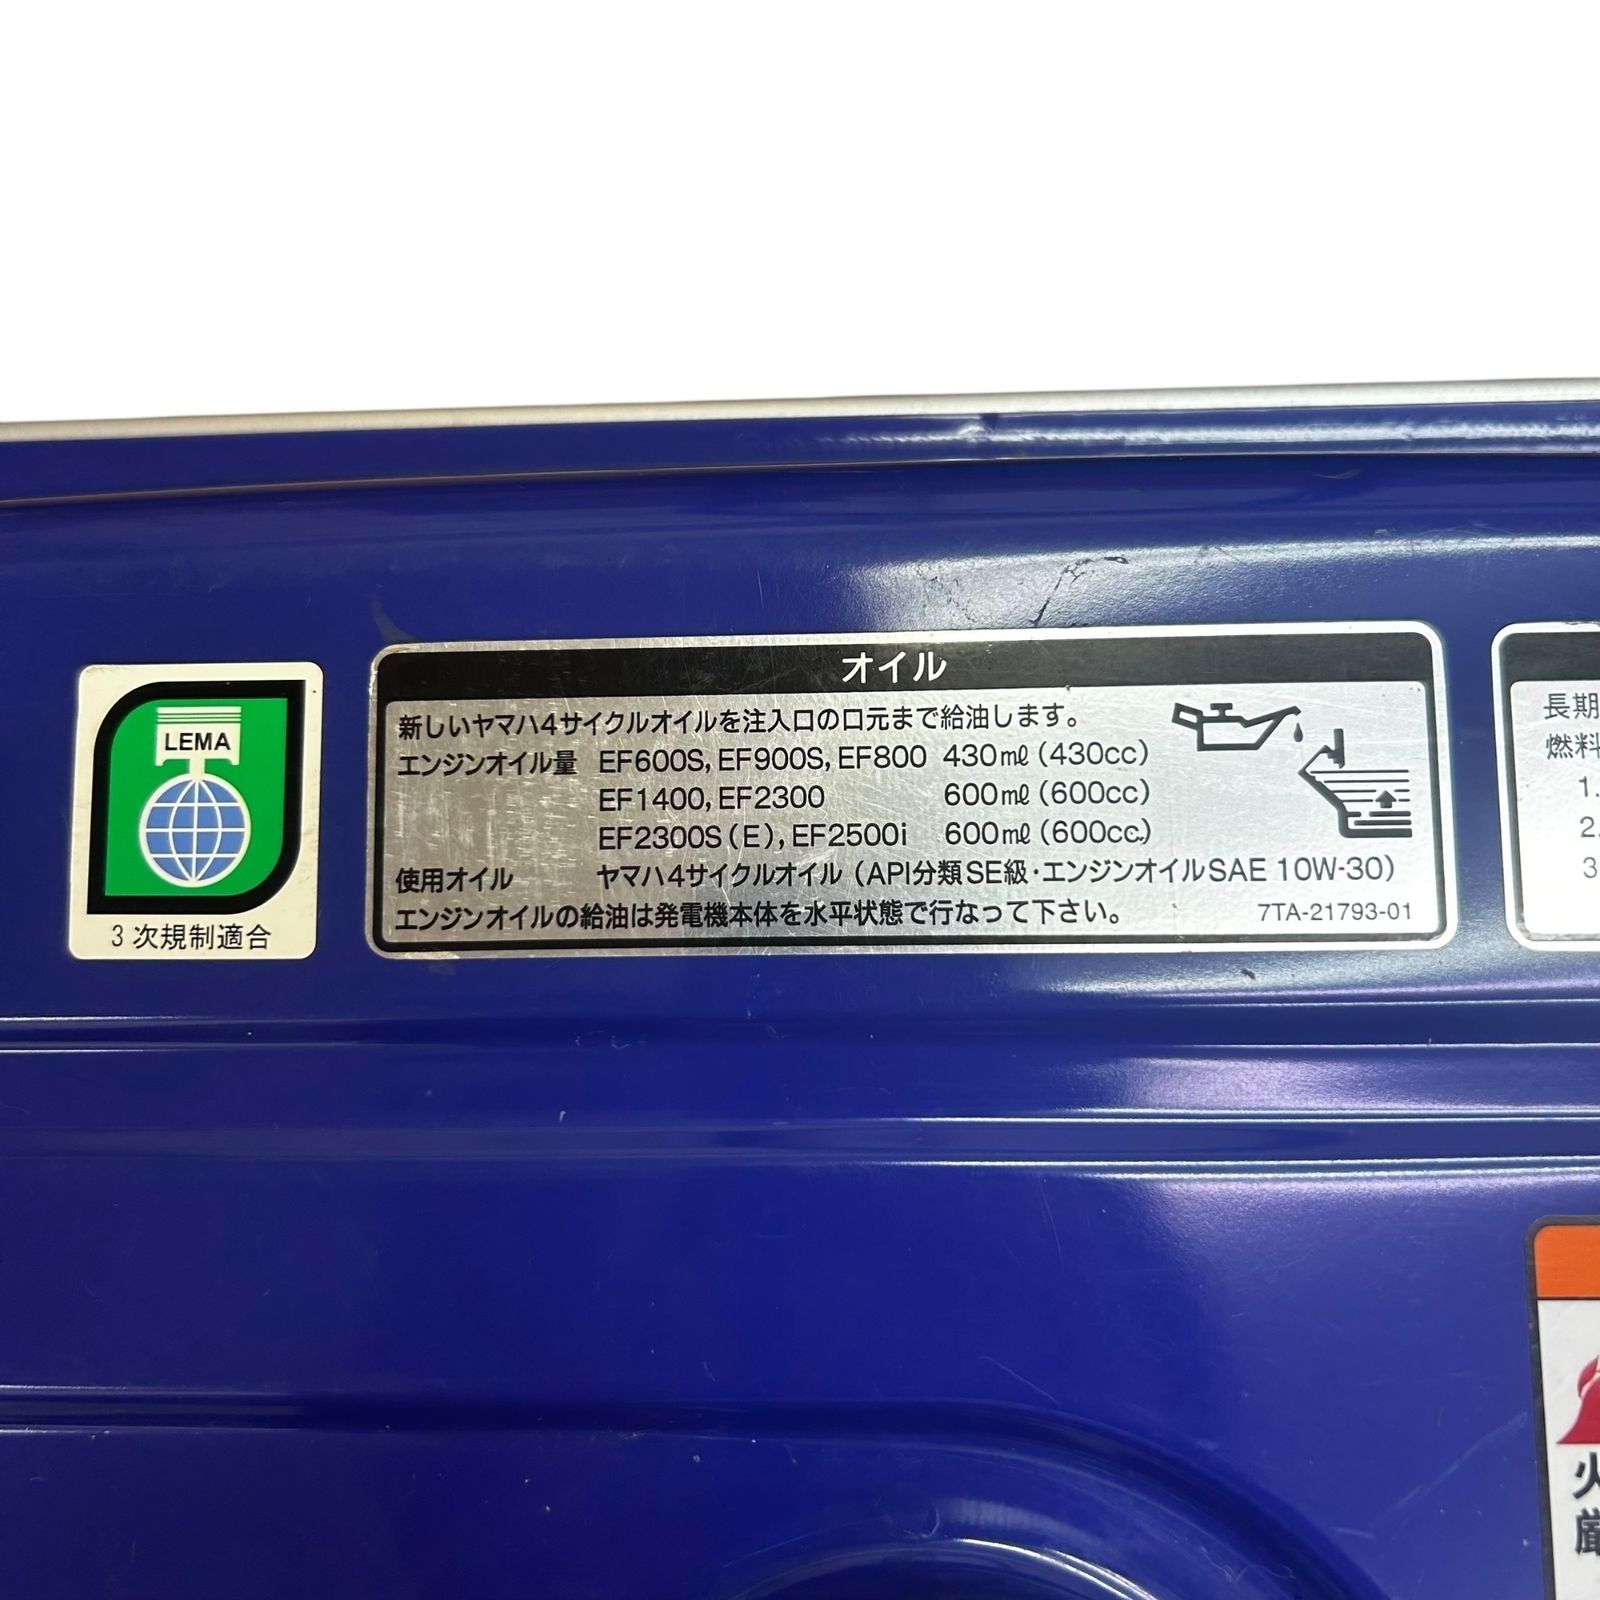 LEMA
3次規制適合
オイル
新しいヤマハ4サイクルオイルを注入口の口元まで給油します。
エンジンオイル量 EF600S, EF900S, EF800 430mℓ (430cc)
EF1400, EF2300 600mℓ (600cc)
EF2300S (E), EF2500i 600mℓ (600cc)
使用オイル ヤマハ4サイクルオイル (API分類SE級・エンジンオイルSAE 10W-30)
エンジンオイルの給油は発電機本体を水平状態で行なって下さい。 7TA-21793-01
長期
燃料
1.
2.
3
火
厳